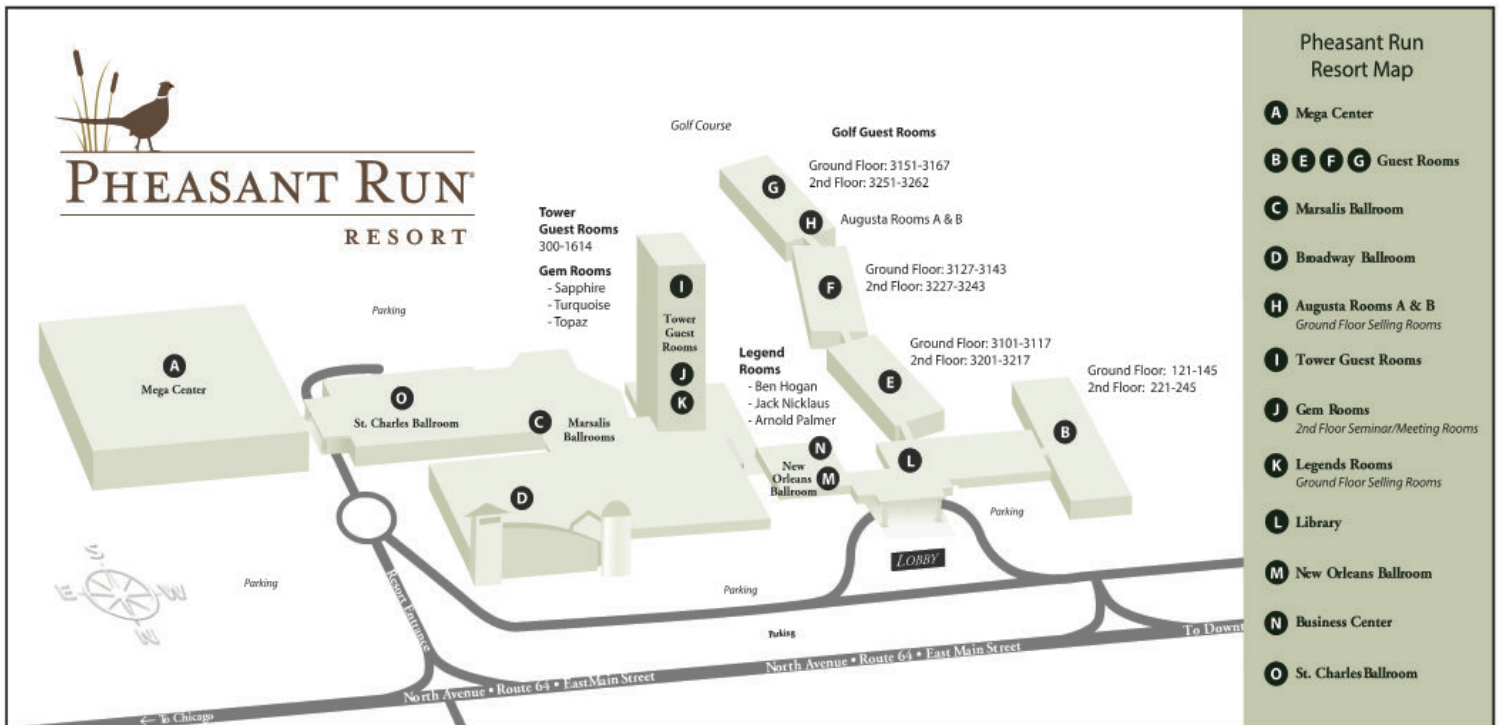 PHEASANT RUN
RESORT
Golf Course
Golf Guest Rooms
Ground Floor: 3151-3167
2nd Floor: 3251-3262
G
H
Augusta Rooms A & B
Tower
Guest Rooms
300-1614
Gem Rooms
- Sapphire
- Turquoise
- Topaz
I
Tower
Guest
Rooms
J
K
F
Ground Floor: 3127-3143
2nd Floor: 3227-3243
Parking
Legend
Rooms
- Ben Hogan
- Jack Nicklaus
- Arnold Palmer
Ground Floor: 3101-3117
2nd Floor: 3201-3217
E
Ground Floor: 121-145
2nd Floor: 221-245
B
A
Mega Center
O
St. Charles Ballroom
C
Marsalis
Ballrooms
D
N
New
Orleans
Ballroom
M
L
Parking
LOBBY
Parking
Parking
Parking
Resort Entrance
S
E
W
W
North Avenue • Route 64 • East Main Street
North Avenue • Route 64 • East Main Street
To Downt
← To Chicago
Pheasant Run
Resort Map
A Mega Center
B E F G Guest Rooms
C Marsalis Ballroom
D Broadway Ballroom
H Augusta Rooms A & B
Ground Floor Selling Rooms
I Tower Guest Rooms
J Gem Rooms
2nd Floor Seminar/Meeting Rooms
K Legends Rooms
Ground Floor Selling Rooms
L Library
M New Orleans Ballroom
N Business Center
O St. Charles Ballroom